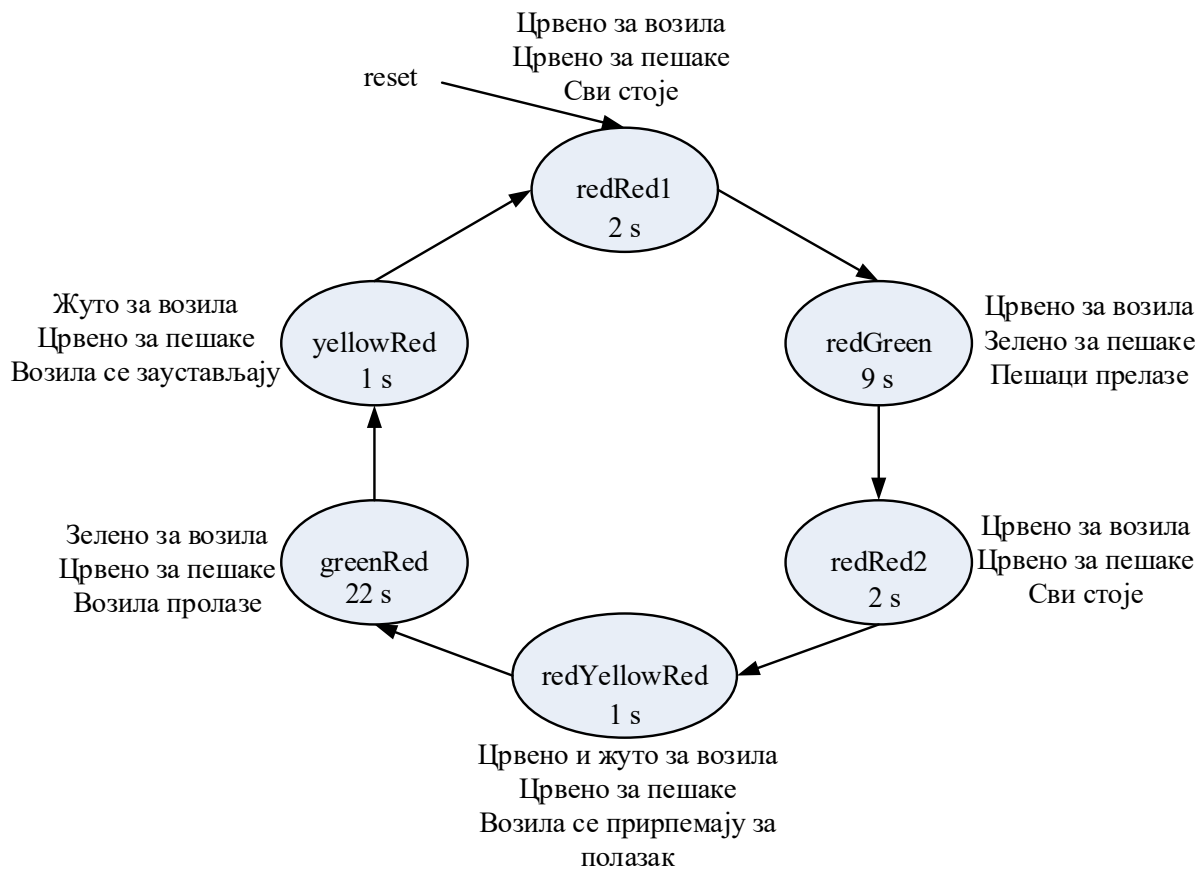 Црвено за возила
Црвено за пешаке
Сви стоје
reset
redRed1
2 s
Жуто за возила
Црвено за пешаке
Возила се заустављају
yellowRed
1 s
redGreen
9 s
Црвено за возила
Зелено за пешаке
Пешаци прелазе
Зелено за возила
Црвено за пешаке
Возила пролазе
greenRed
22 s
redRed2
2 s
Црвено за возила
Црвено за пешаке
Сви стоје
redYellowRed
1 s
Црвено и жуто за возила
Црвено за пешаке
Возила се прирпемају за
полазак